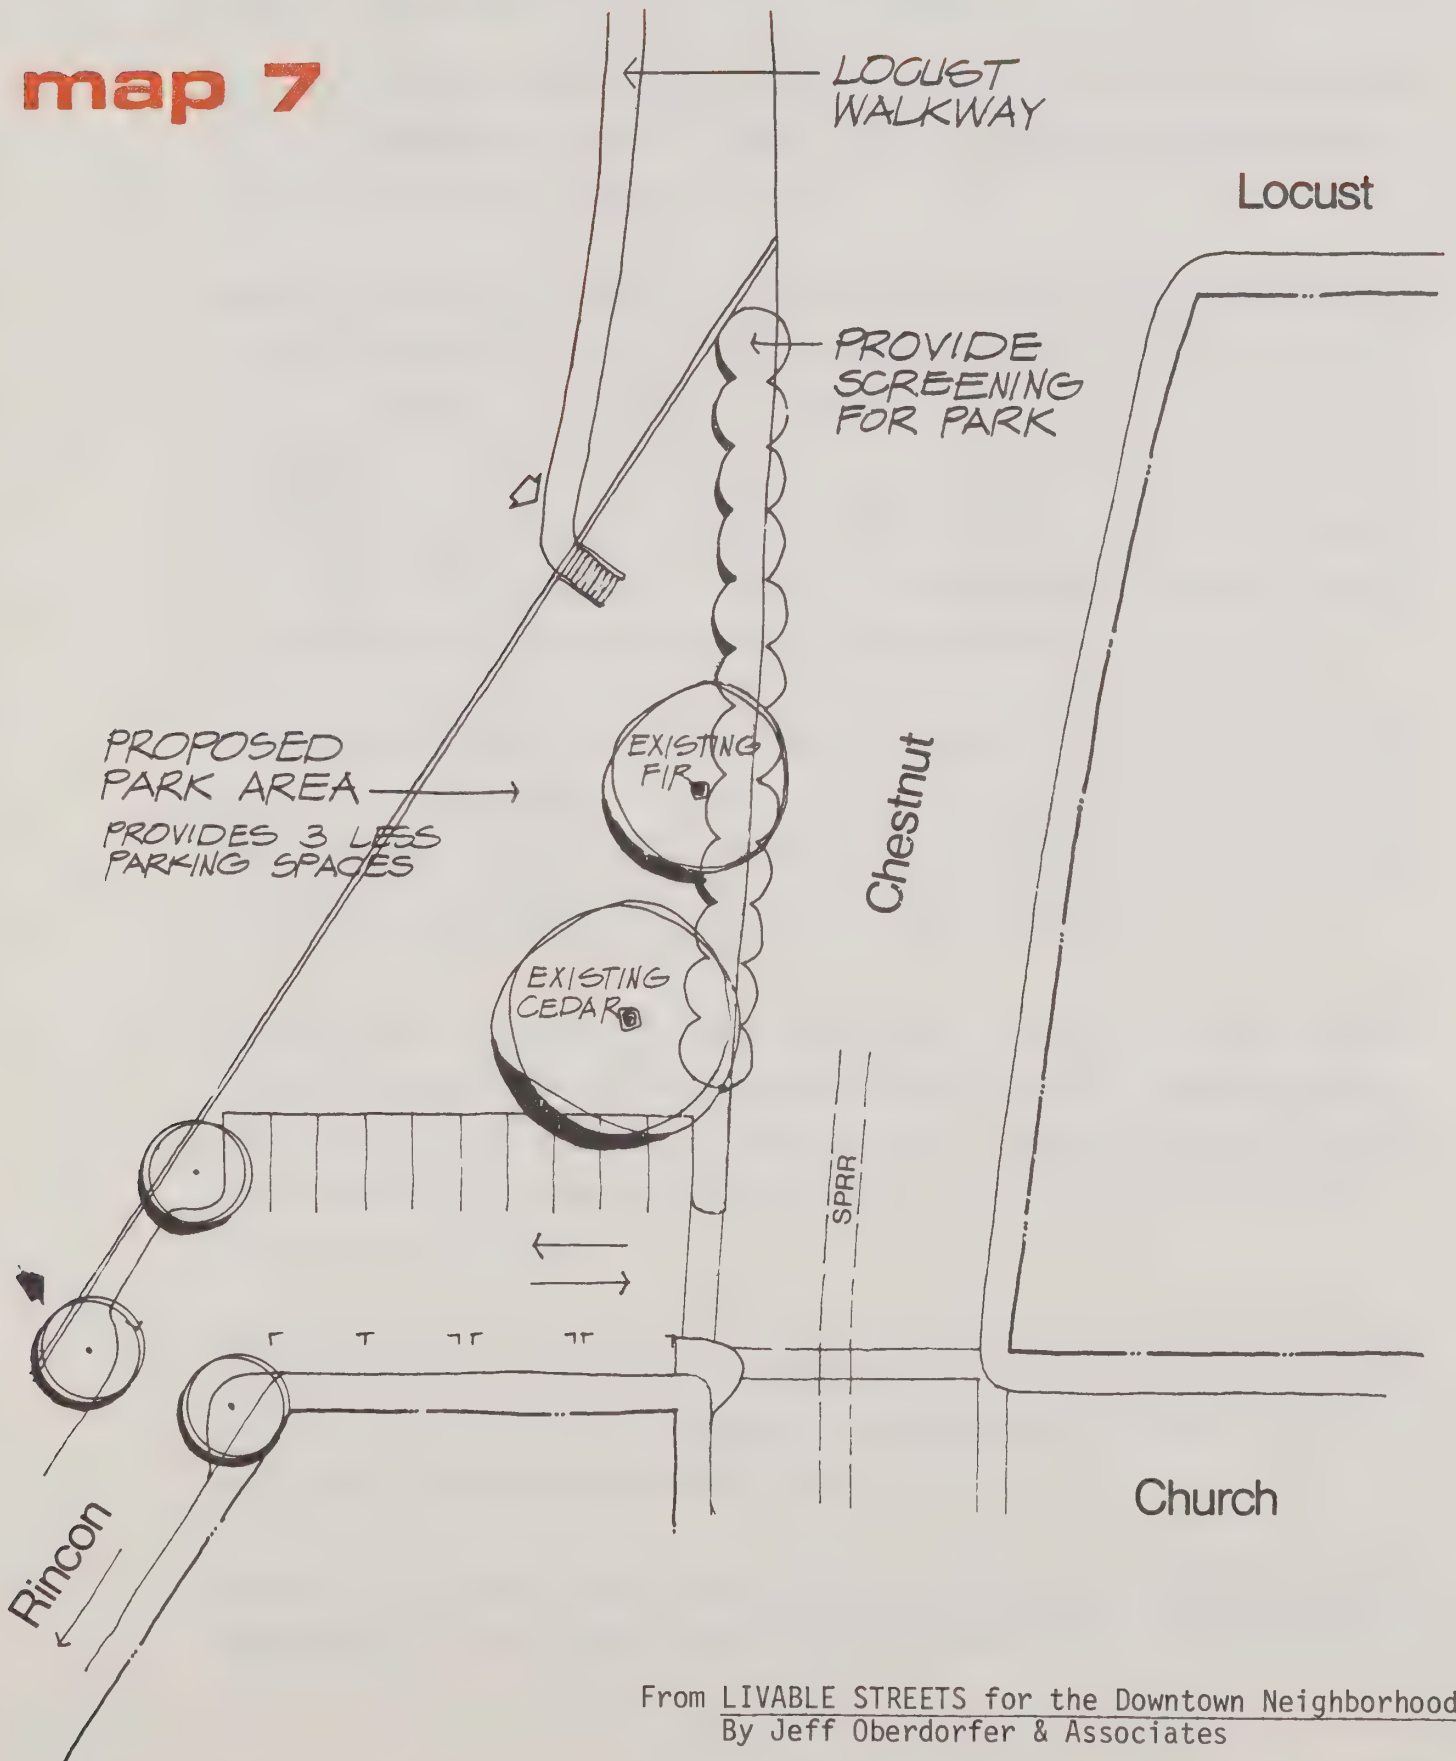 map 7
LOCUST
WALKWAY
Locust
PROVIDE
SCREENING
FOR PARK
PROPOSED
PARK AREA
PROVIDES 3 LESS
PARKING SPACES
EXISTING
FIR
Chestnut
EXISTING
CEDAR
SPRR
Church
Rincon
From LIVABLE STREETS for the Downtown Neighborhood
By Jeff Oberdorfer & Associates